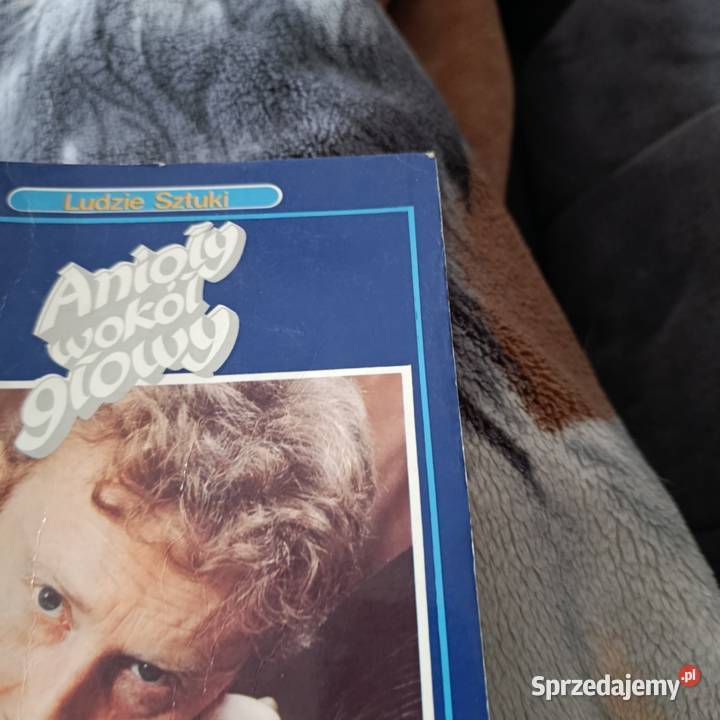 Ludzie Sztuki
Anioły
wokół
głowy
Sprzedajemy.pl